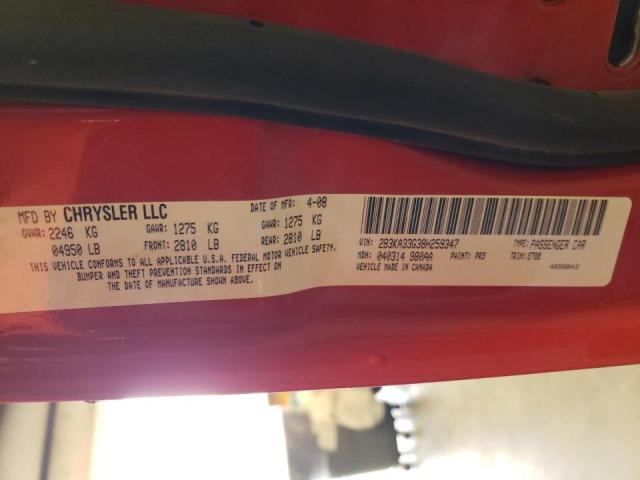 MFD BY CHRYSLER LLC DATE OF MFR: 4-08
GVWR: 2246 KG GAWR: 1275 KG GAWR: 1275 KG
04950 LB FRONT: 2810 LB REAR: 2810 LB
THIS VEHICLE CONFORMS TO ALL APPLICABLE U.S.A. FEDERAL MOTOR VEHICLE SAFETY,
BUMPER AND THEFT PREVENTION STANDARDS IN EFFECT ON
THE DATE OF MANUFACTURE SHOWN ABOVE.
VIN: 2B3KA33G38H259347 TYPE: PASSENGER CAR
MDH: 040314 980AA PAINT: PR3 TRIM: E7DB
VEHICLE MADE IN CANADA